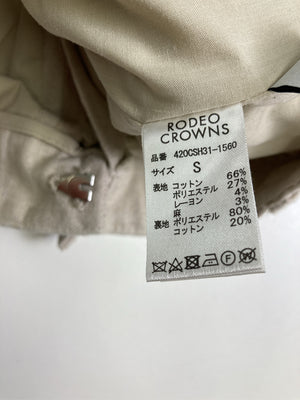 RODEO
CROWNS
品番 420CSH31-1560
サイズ S
表地 コットン 66%
ポリエステル 27%
レーヨン 4%
麻 3%
裏地 ポリエステル 80%
コットン 20%
F W